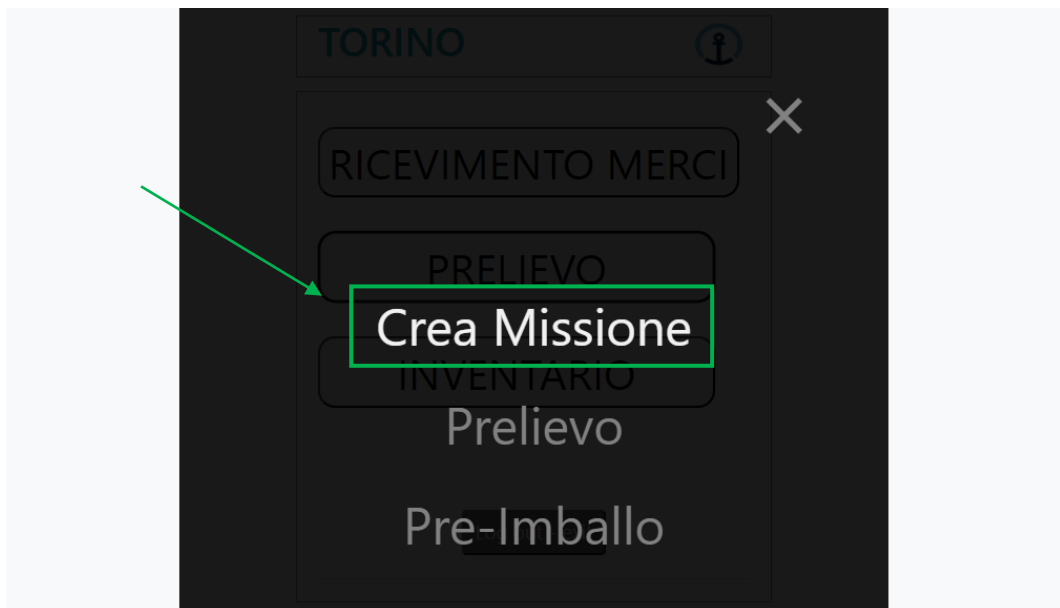 TORINO
RICEVIMENTO MERCI
PRELIEVO
Crea Missione
INVENTARIO
Prelievo
Pre-Imballo